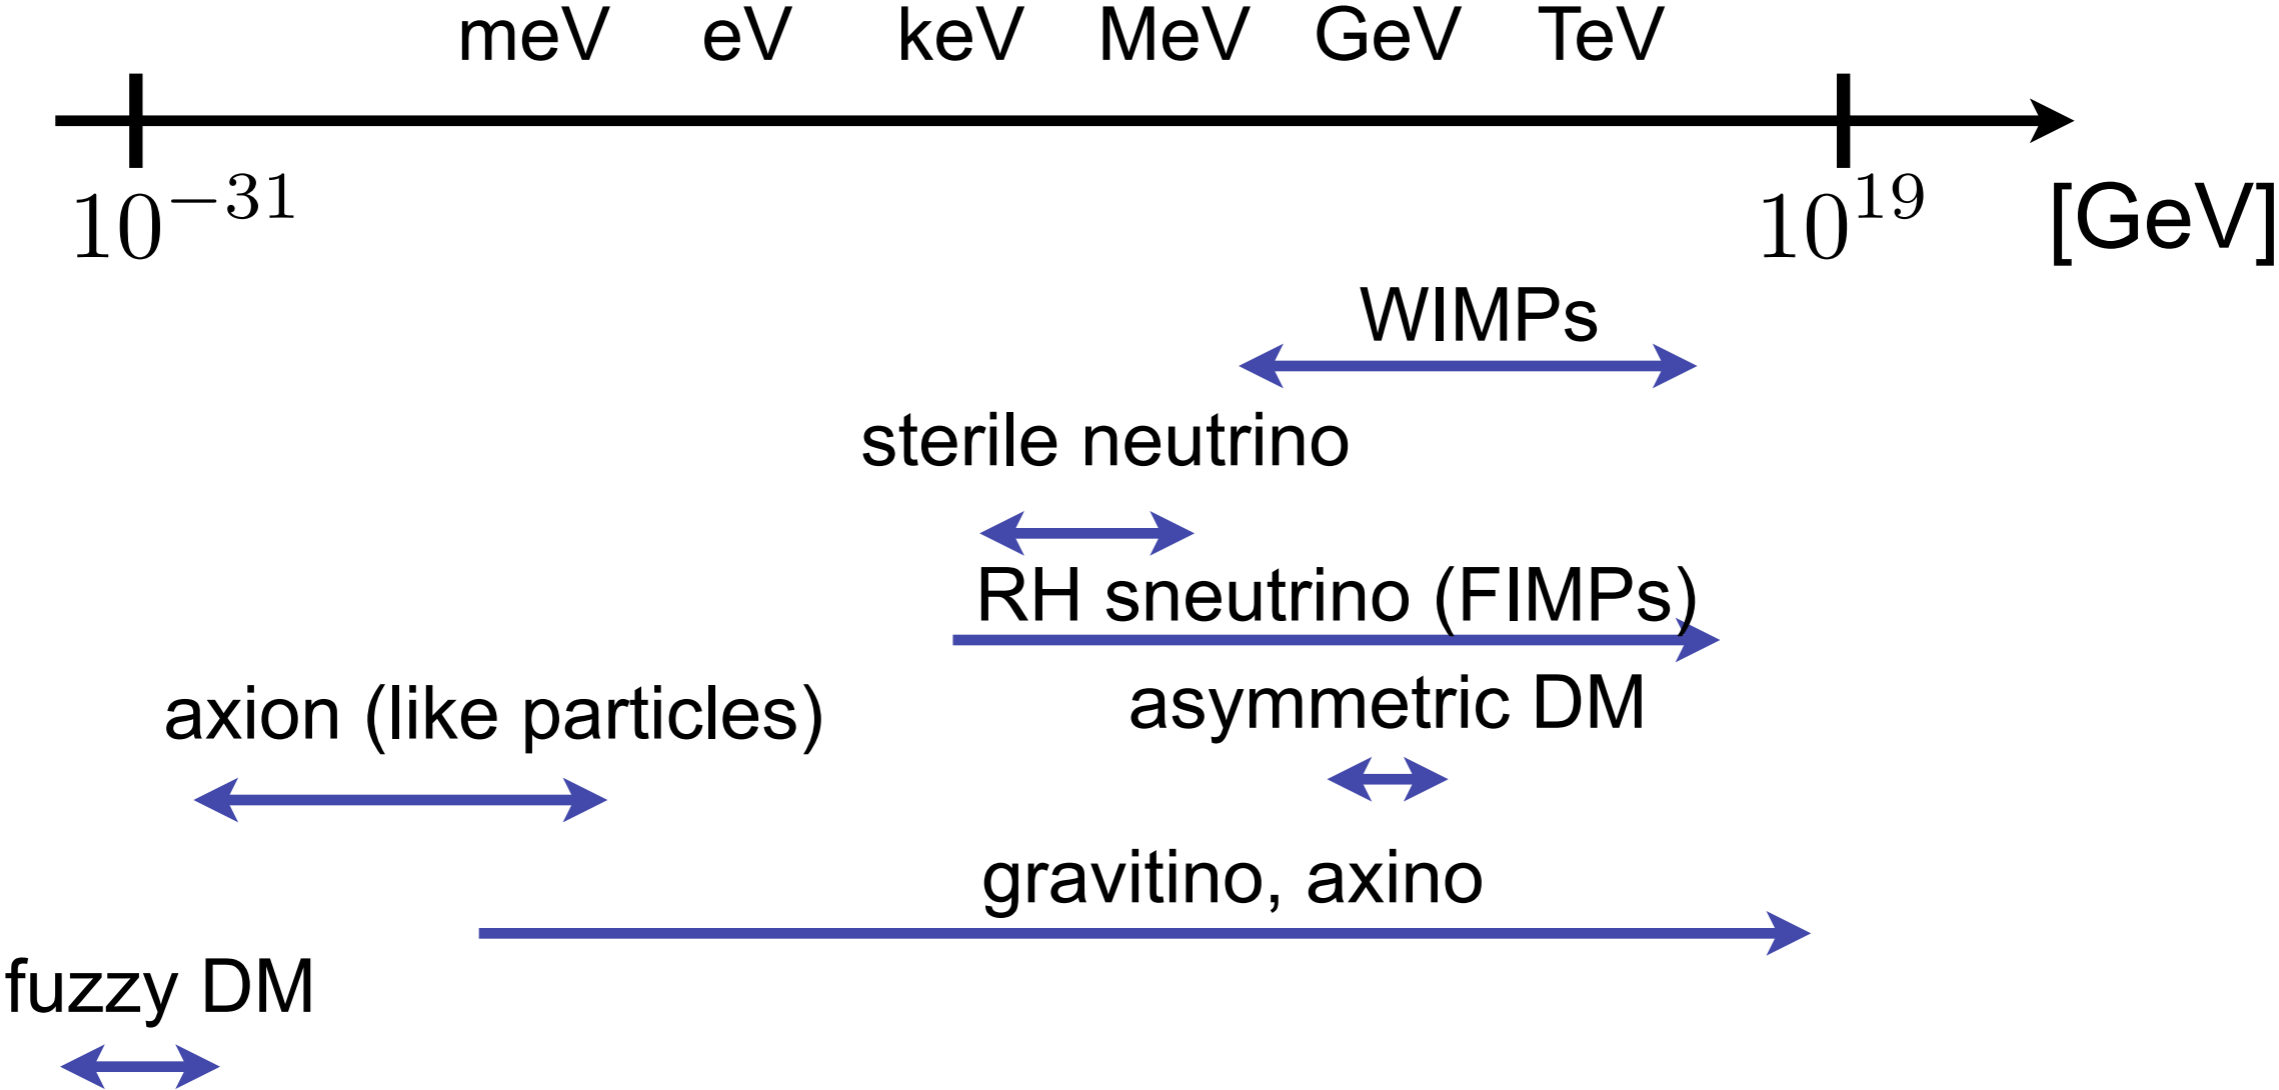 meV eV keV MeV GeV TeV
10^{-31} 10^{19} [GeV]
WIMPs
sterile neutrino
RH sneutrino (FIMPs)
asymmetric DM
axion (like particles)
gravitino, axino
fuzzy DM